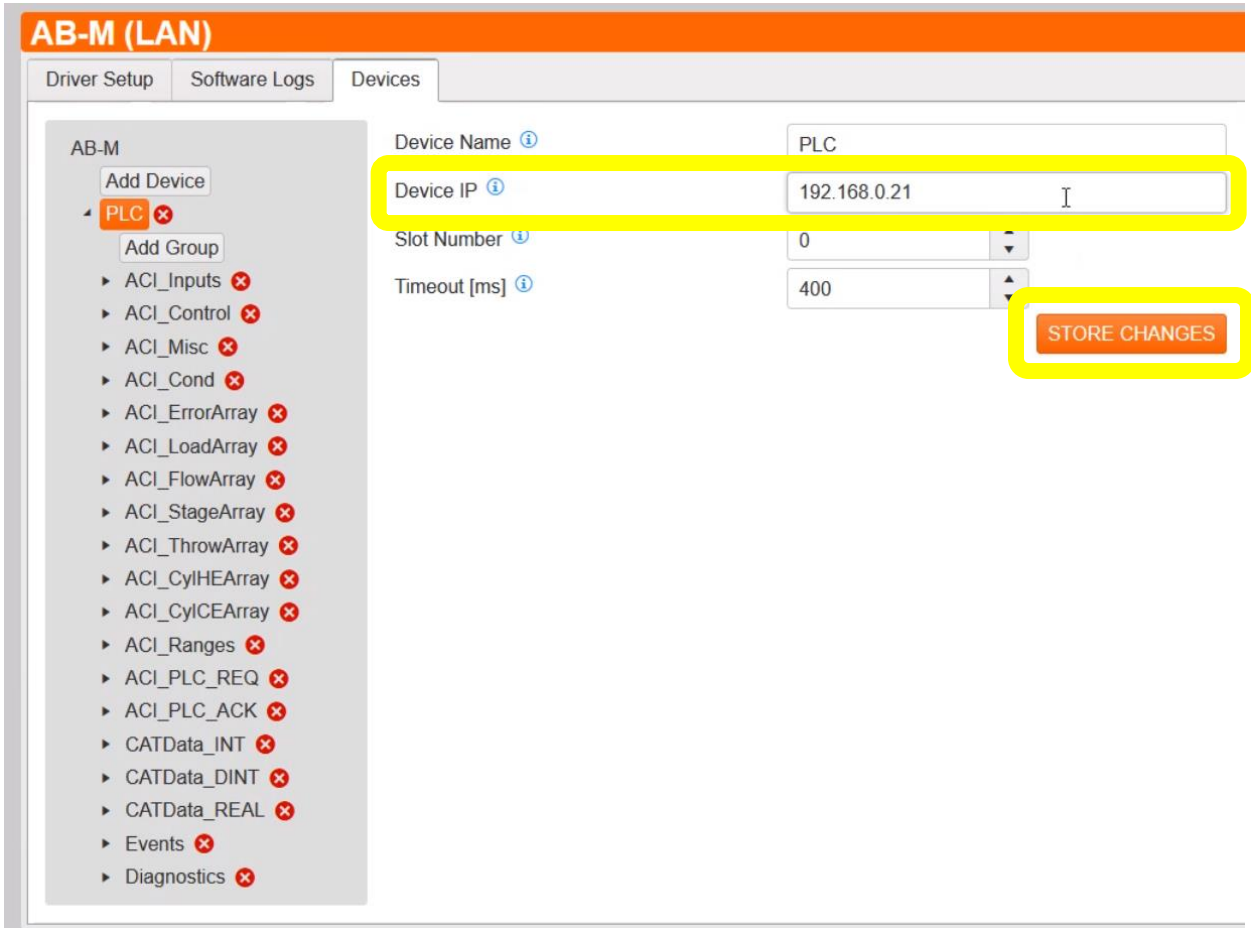 AB-M (LAN)
Driver Setup Software Logs Devices
AB-M
Add Device
PLC
Add Group
ACI_Inputs
ACI_Control
ACI_Misc
ACI_Cond
ACI_ErrorArray
ACI_LoadArray
ACI_FlowArray
ACI_StageArray
ACI_ThrowArray
ACI_CylHEArray
ACI_CylCEArray
ACI_Ranges
ACI_PLC_REQ
ACI_PLC_ACK
CATData_INT
CATData_DINT
CATData_REAL
Events
Diagnostics
Device Name PLC
Device IP 192.168.0.21
Slot Number 0
Timeout [ms] 400
STORE CHANGES